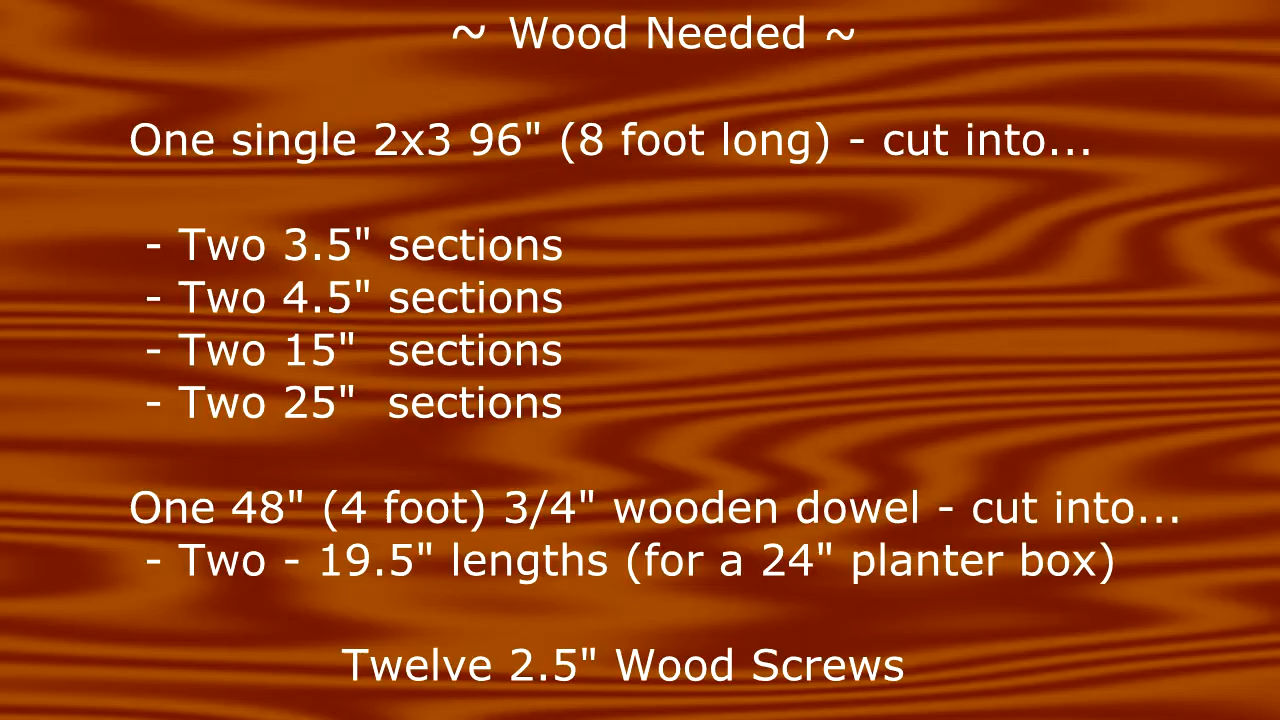 ~ Wood Needed ~
One single 2x3 96" (8 foot long) - cut into...
- Two 3.5" sections
- Two 4.5" sections
- Two 15"  sections
- Two 25"  sections
One 48" (4 foot) 3/4" wooden dowel - cut into...
- Two - 19.5" lengths (for a 24" planter box)
Twelve 2.5" Wood Screws